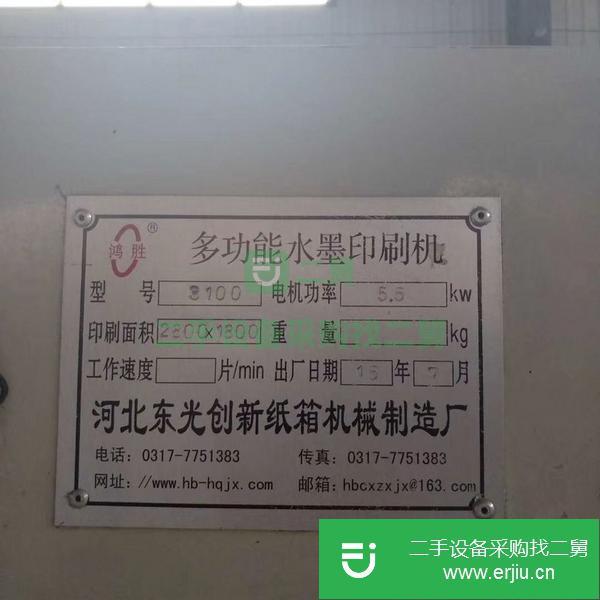 鸿胜®
多功能水墨印刷机
型 号 3100 电机功率 5.5 kw
印刷面积 2800x1800 重 量 kg
工作速度 片/min 出厂日期 15 年 7 月
河北东光创新纸箱机械制造厂
电话: 0317-7751383 传真: 0317-7751383
网址: //www.hb-hqjx.com 邮箱: hbcxzxjx@163.com
二手设备采购找二舅
www.erjiu.cn